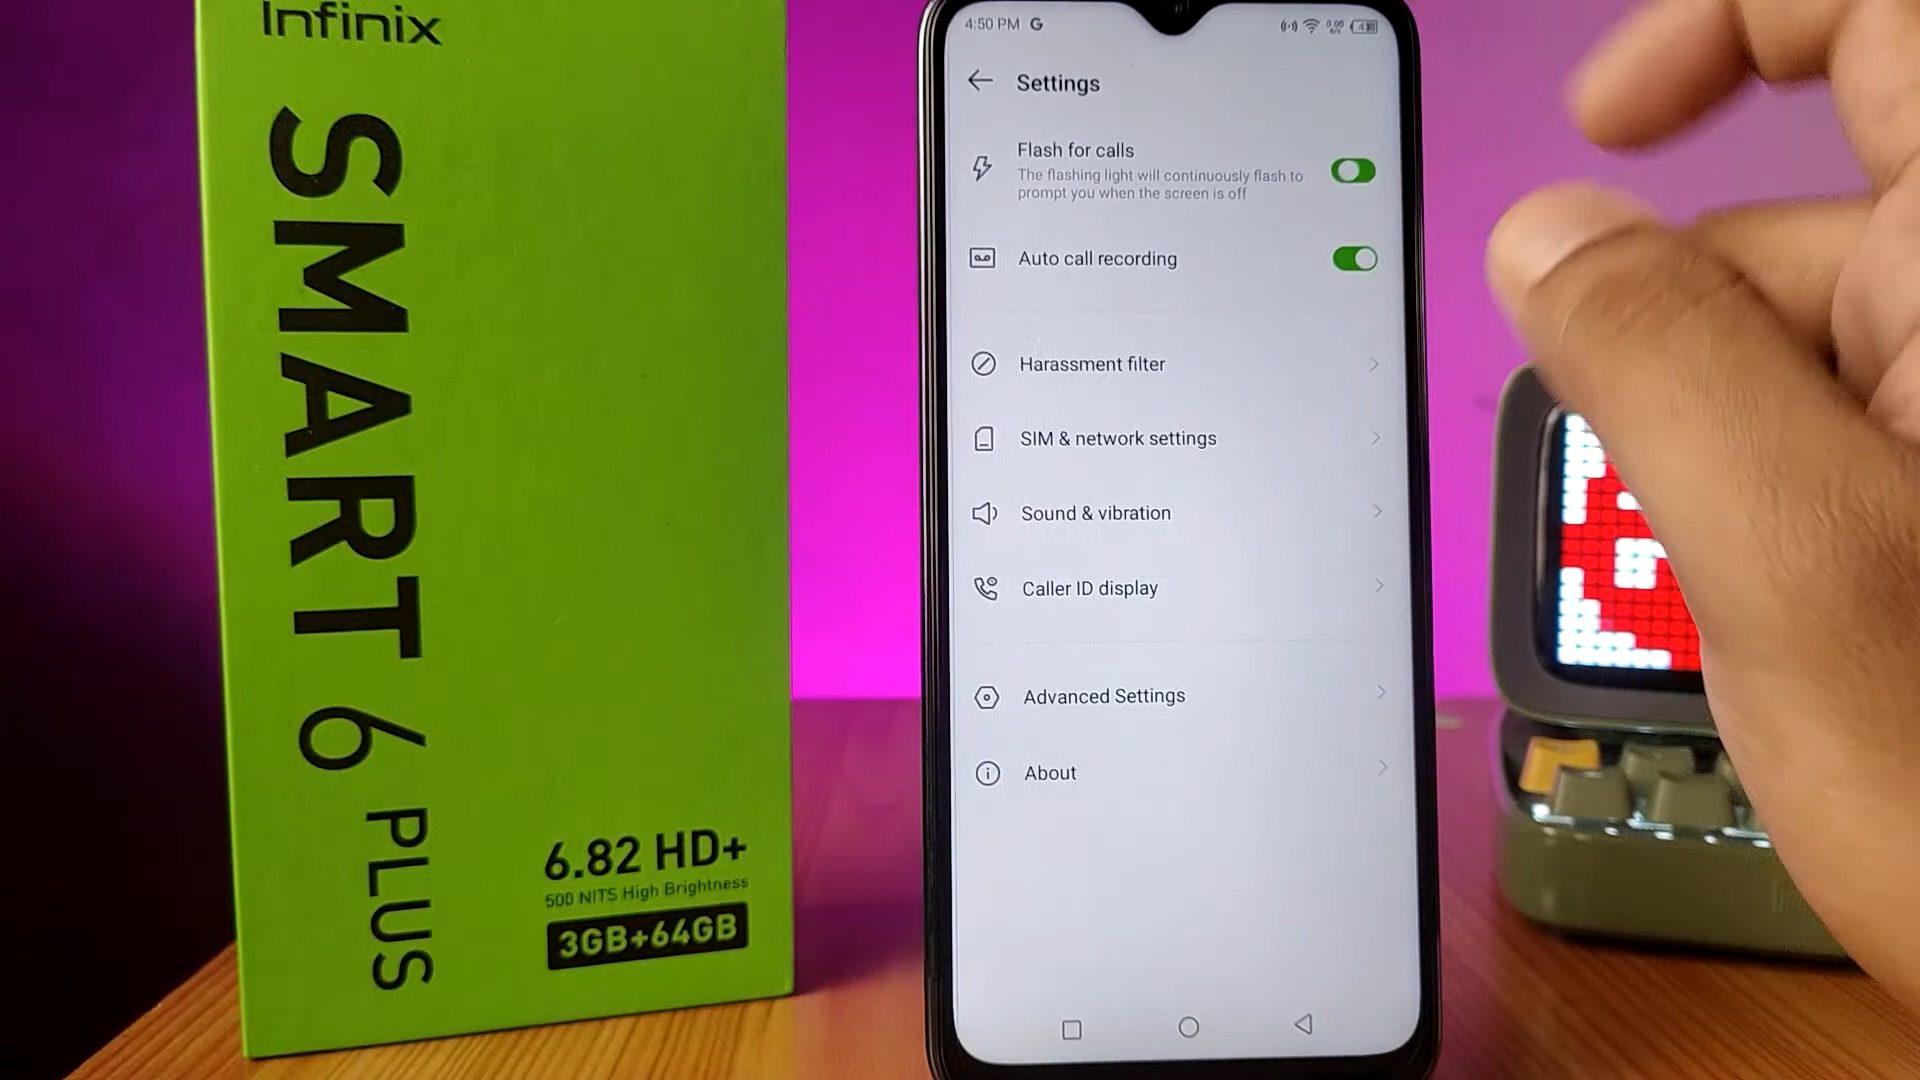 Infinix
SMART 6 PLUS
6.82 HD+
500 NITS High Brightness
3GB+64GB
4:50 PM G
Settings
Flash for calls
The flashing light will continuously flash to
prompt you when the screen is off
Auto call recording
Harassment filter
SIM & network settings
Sound & vibration
Caller ID display
Advanced Settings
About